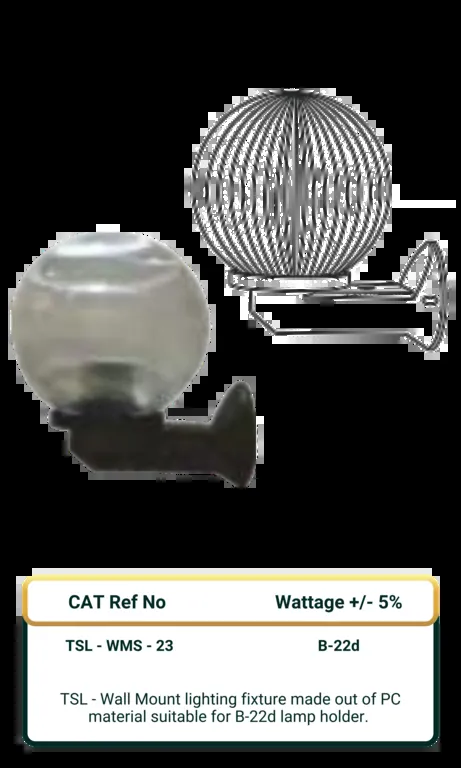 CAT Ref No Wattage +/- 5%
TSL - WMS - 23 B-22d
TSL - Wall Mount lighting fixture made out of PC
material suitable for B-22d lamp holder.